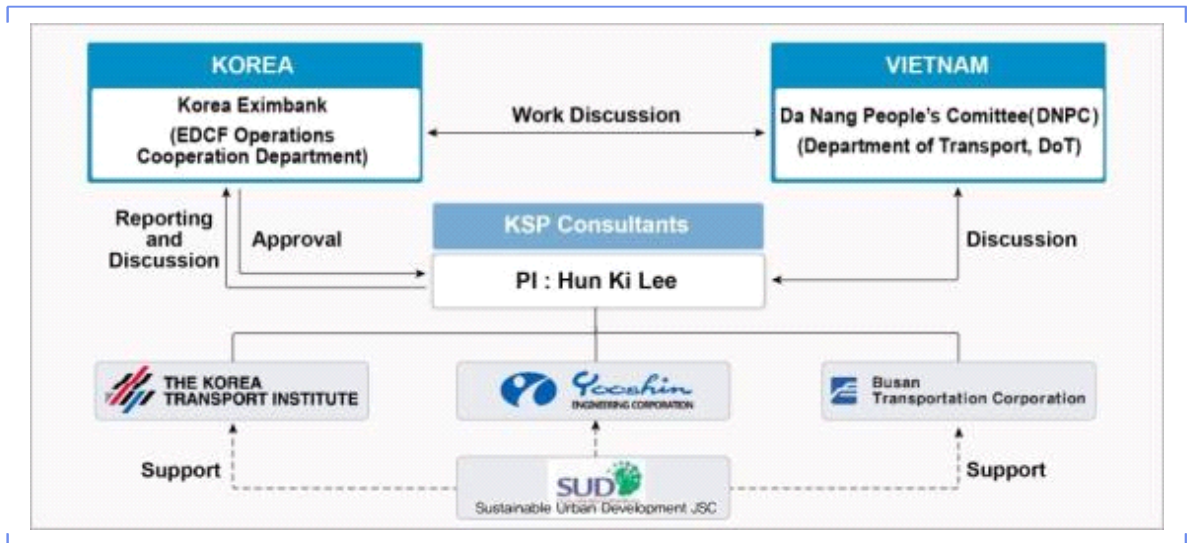 KOREA
Korea Eximbank
(EDCF Operations
Cooperation Department)
Work Discussion
VIETNAM
Da Nang People's Comittee(DNPC)
(Department of Transport, DoT)
Reporting
and
Discussion
Approval
KSP Consultants
PI : Hun Ki Lee
Discussion
THE KOREA
TRANSPORT INSTITUTE
Yooshin
ENGINEERING CORPORATION
Busan
Transportation Corporation
Support
SUD
Sustainable Urban Development JSC
Support